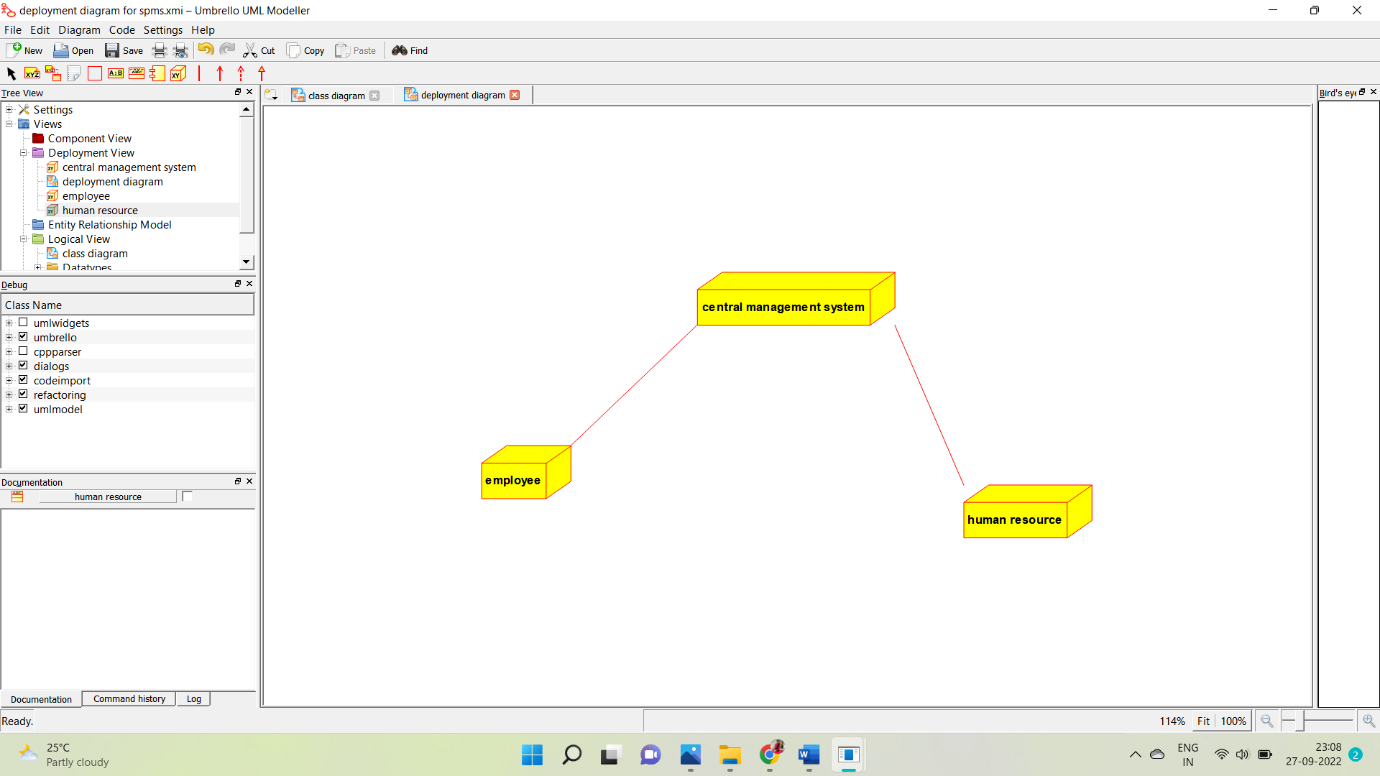 deployment diagram for spms.xmi – Umbrello UML Modeller
File Edit Diagram Code Settings Help
New Open Save Cut Copy Paste Find
XYZ A±B ABC XY
Tree View
class diagram
deployment diagram
Bird's eye
Settings
Views
Component View
Deployment View
central management system
deployment diagram
employee
human resource
Entity Relationship Model
Logical View
class diagram
Datatypes
Debug
Class Name
umlwidgets
umbrello
cppparser
dialogs
codeimport
refactoring
umlmodel
central management system
employee
human resource
Documentation
human resource
Documentation Command history Log
Ready.
114% Fit 100%
25°C
Partly cloudy
ENG
IN
23:08
27-09-2022
2